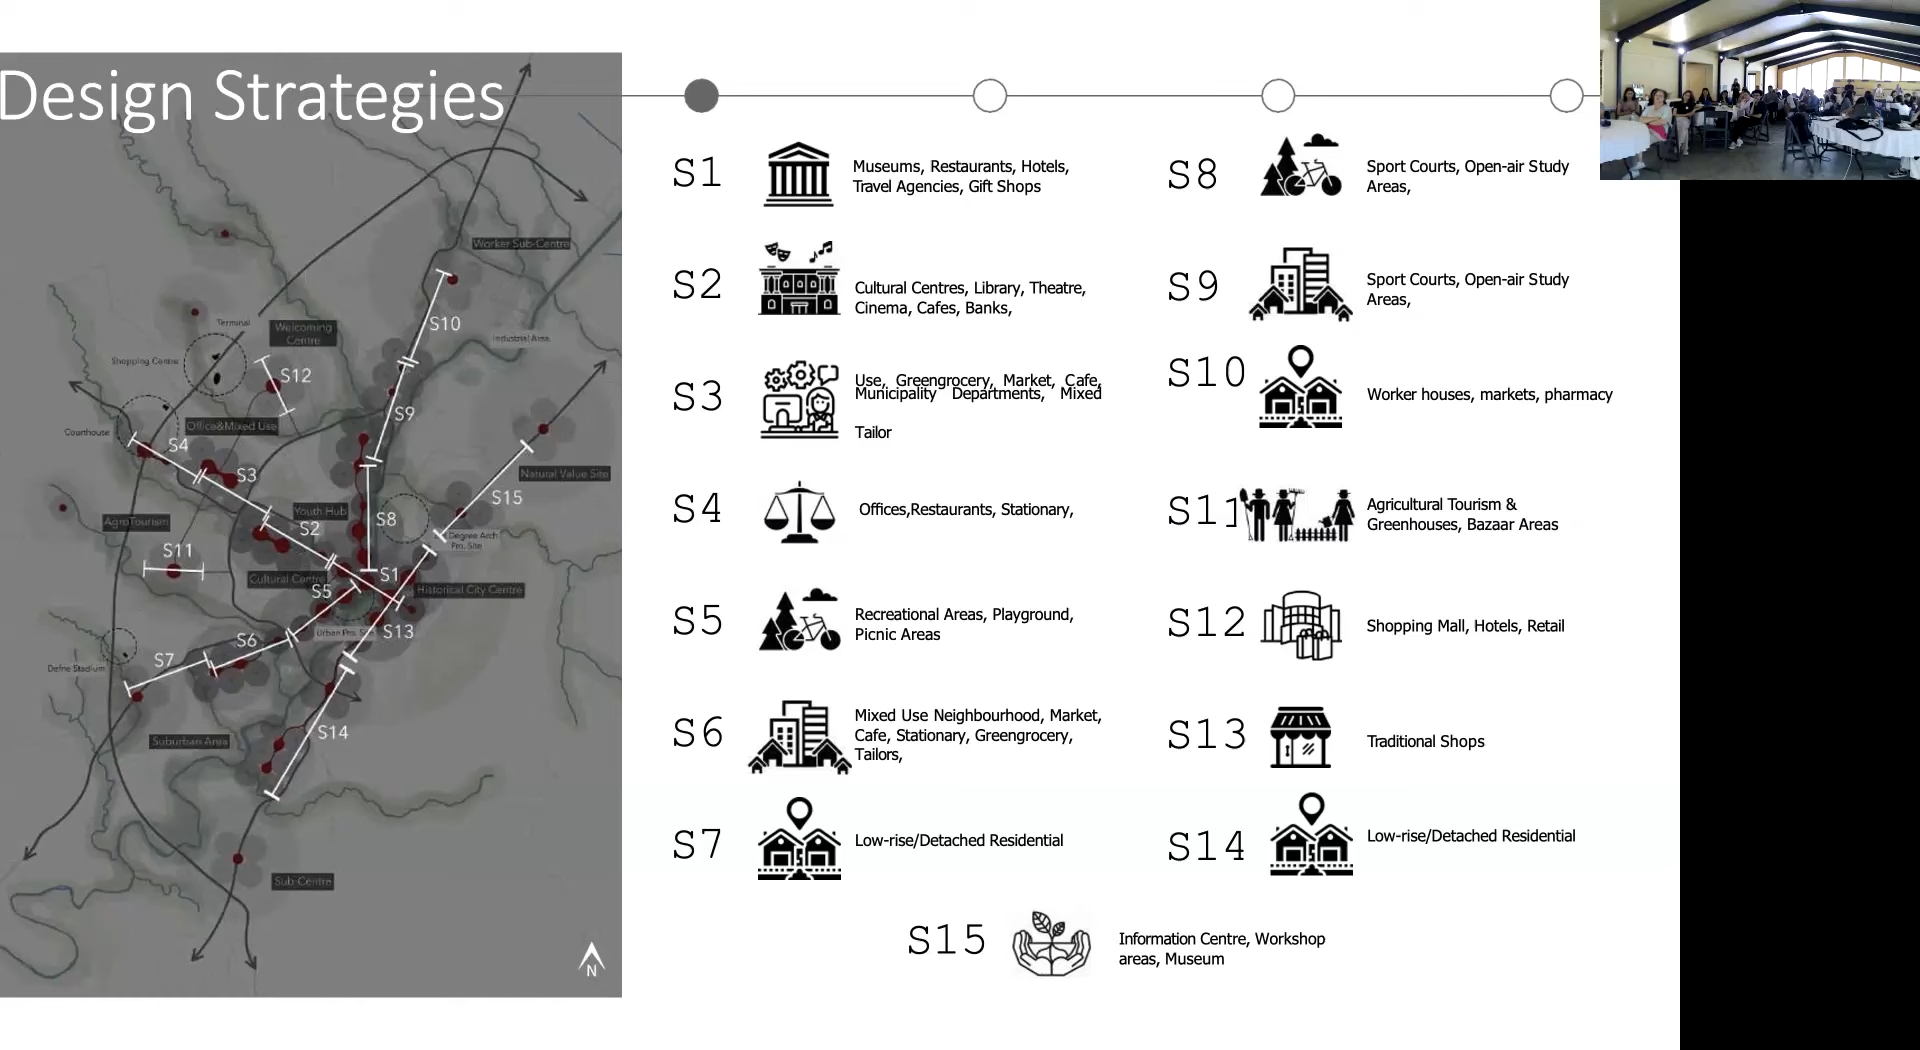 Design Strategies
Worker Sub-Centre
S10
Terminal
Welcoming
Centre
Industrial Area
Shopping Centre
S12
S9
Office&Mixed Use
Courthouse
S4
S3
Natural Value Site
S15
Youth Hub
AgroTourism
S2
S8
Degree Arch
Pro. Site
S11
S1
Cultural Centre
S5
Historical City Centre
S13
S6
S7
Defne Stadium
S14
Suburban Area
Sub-Centre
N
S1
Museums, Restaurants, Hotels,
Travel Agencies, Gift Shops
S2
Cultural Centres, Library, Theatre,
Cinema, Cafes, Banks,
S3
Use, Greengrocery, Market, Cafe,
Municipality Departments, Mixed
Tailor
S4
Offices,Restaurants, Stationary,
S5
Recreational Areas, Playground,
Picnic Areas
S6
Mixed Use Neighbourhood, Market,
Cafe, Stationary, Greengrocery,
Tailors,
S7
Low-rise/Detached Residential
S8
Sport Courts, Open-air Study
Areas,
S9
Sport Courts, Open-air Study
Areas,
S10
Worker houses, markets, pharmacy
S11
Agricultural Tourism &
Greenhouses, Bazaar Areas
S12
Shopping Mall, Hotels, Retail
S13
Traditional Shops
S14
Low-rise/Detached Residential
S15
Information Centre, Workshop
areas, Museum